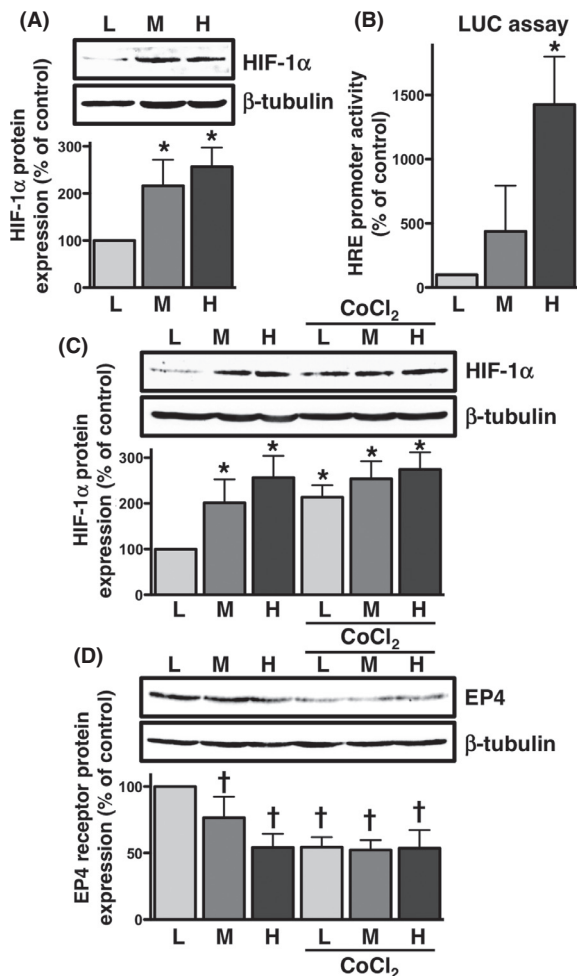 (A)
L M H
HIF-1α
β-tubulin
HIF-1α protein
expression (% of control)
300
200
100
0
* *
L M H
(B)
LUC assay
HRE promoter activity
(% of control)
1500
1000
500
0
*
L M H
(C)
CoCl2
L M H L M H
HIF-1α
β-tubulin
HIF-1α protein
expression (% of control)
300
200
100
0
* * * * *
L M H L M H
CoCl2
(D)
L M H L M H
EP4
β-tubulin
EP4 receptor protein
expression (% of control)
100
50
0
† † † † †
L M H L M H
CoCl2